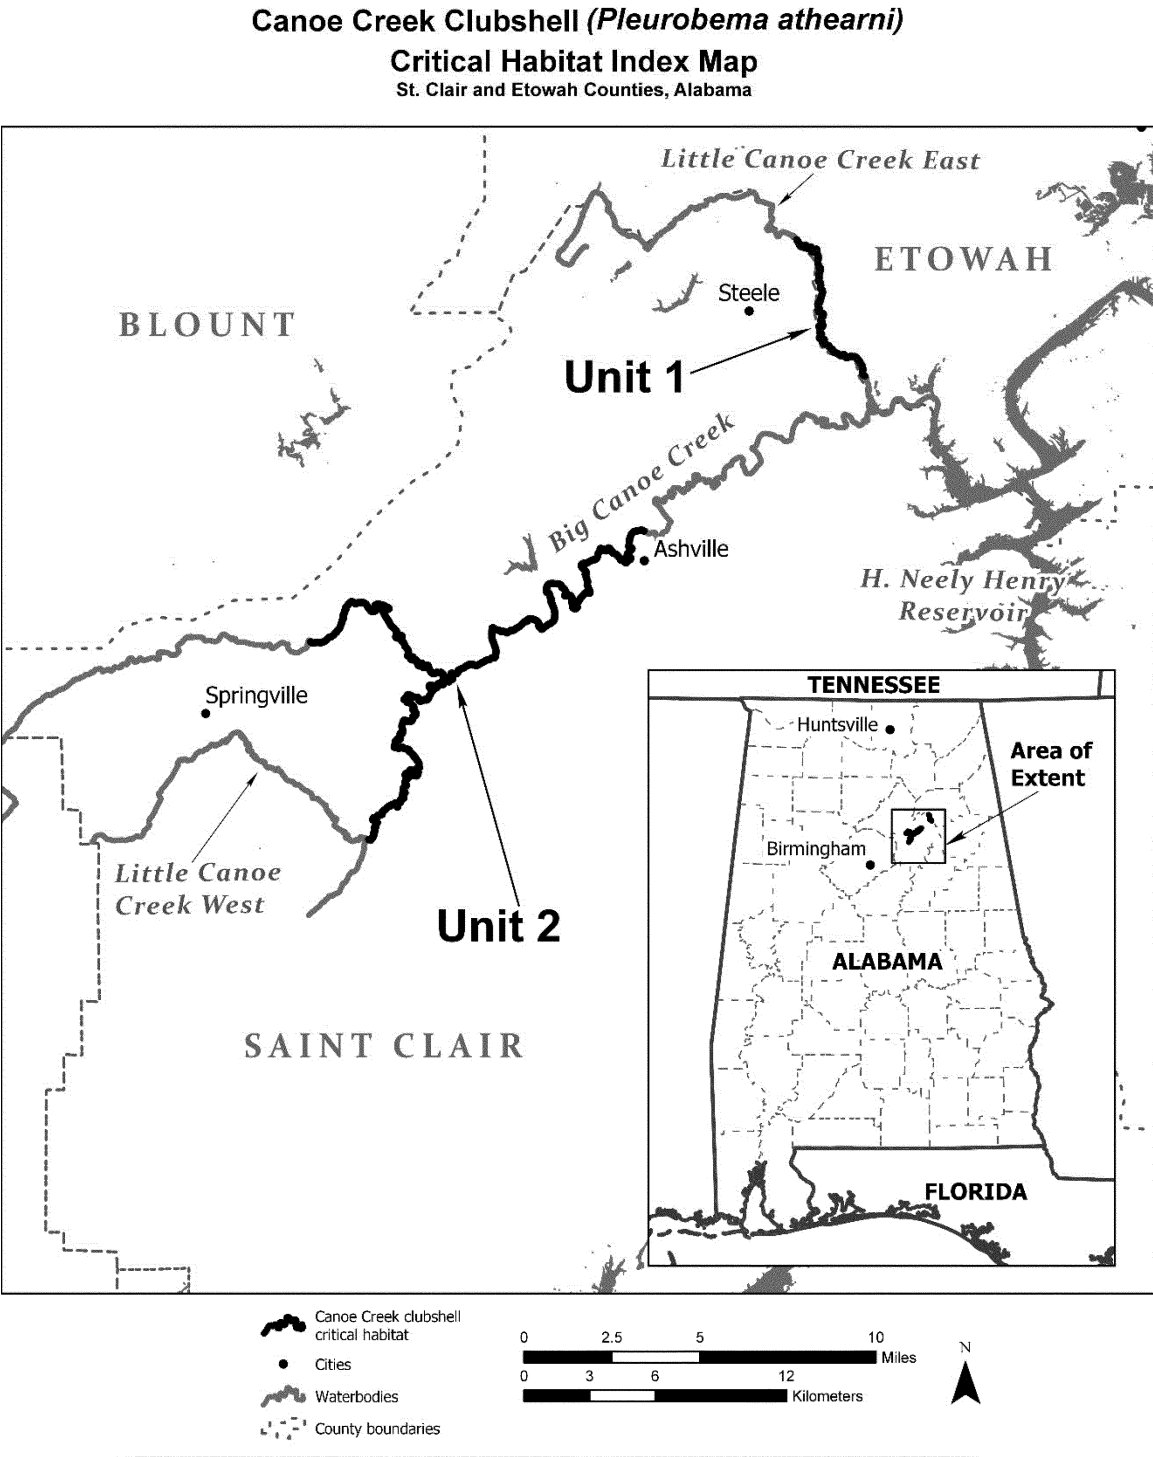 Canoe Creek Clubshell (Pleurobema athearni)
Critical Habitat Index Map
St. Clair and Etowah Counties, Alabama
Little Canoe Creek East
ETOWAH
Steele
BLOUNT
Unit 1
Big Canoe Creek
Ashville
H. Neely Henry
Reservoir
Springville
Little Canoe
Creek West
Unit 2
SAINT CLAIR
TENNESSEE
Huntsville
Area of
Extent
Birmingham
ALABAMA
FLORIDA
Canoe Creek clubshell
critical habitat
Cities
Waterbodies
County boundaries
0 2.5 5 10
Miles
0 3 6 12
Kilometers
N